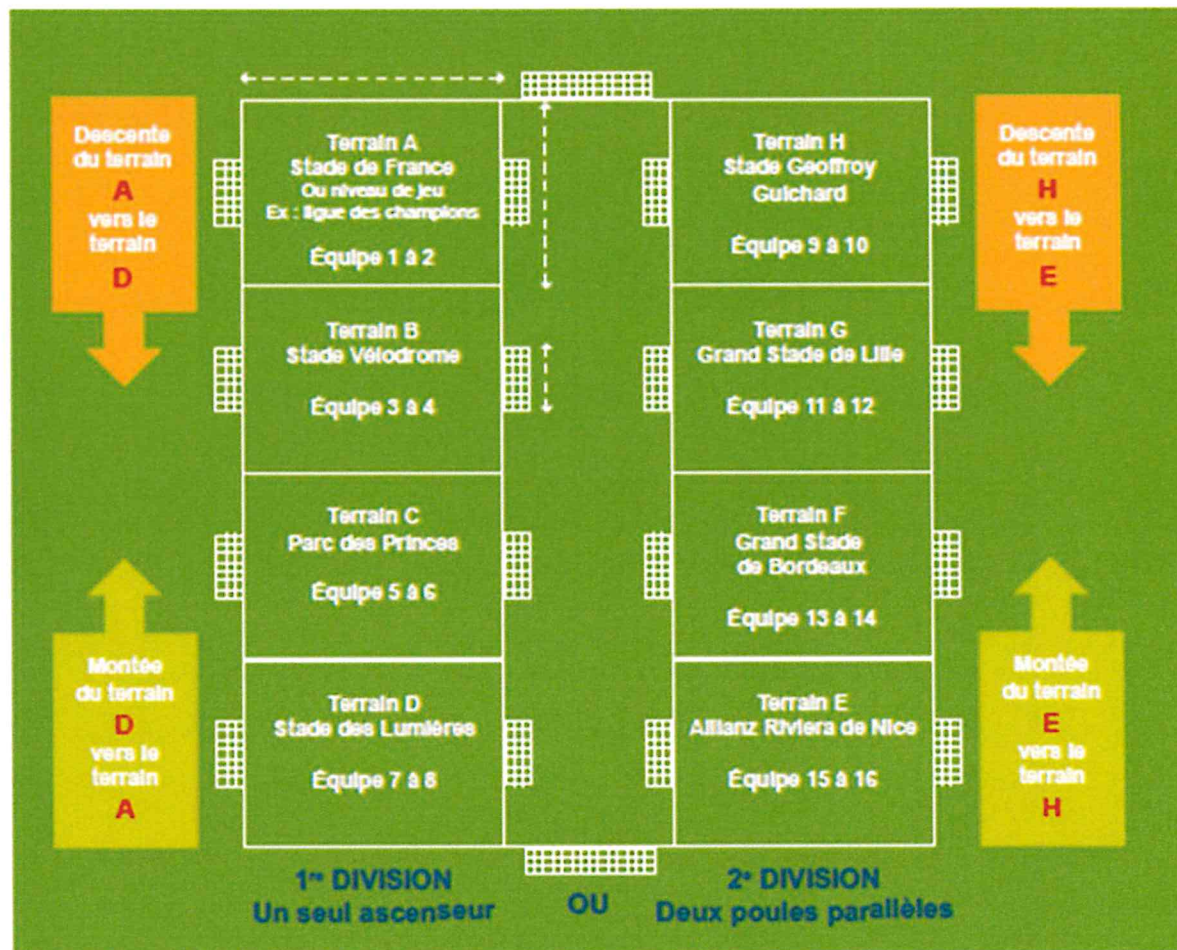 Descente
du terrain
A
vers le
terrain
D
Montée
du terrain
D
vers le
terrain
A
Terrain A
Stade de France
Ou niveau de jeu
Ex : ligue des champions
Équipe 1 à 2
Terrain B
Stade Vélodrome
Équipe 3 à 4
Terrain C
Parc des Princes
Équipe 5 à 6
Terrain D
Stade des Lumières
Équipe 7 à 8
Terrain H
Stade Geoffroy
Guichard
Équipe 9 à 10
Terrain G
Grand Stade de Lille
Équipe 11 à 12
Terrain F
Grand Stade
de Bordeaux
Équipe 13 à 14
Terrain E
Allianz Riviera de Nice
Équipe 15 à 16
Descente
du terrain
H
vers le
terrain
E
Montée
du terrain
E
vers le
terrain
H
1re DIVISION
Un seul ascenseur
OU
2e DIVISION
Deux poules parallèles